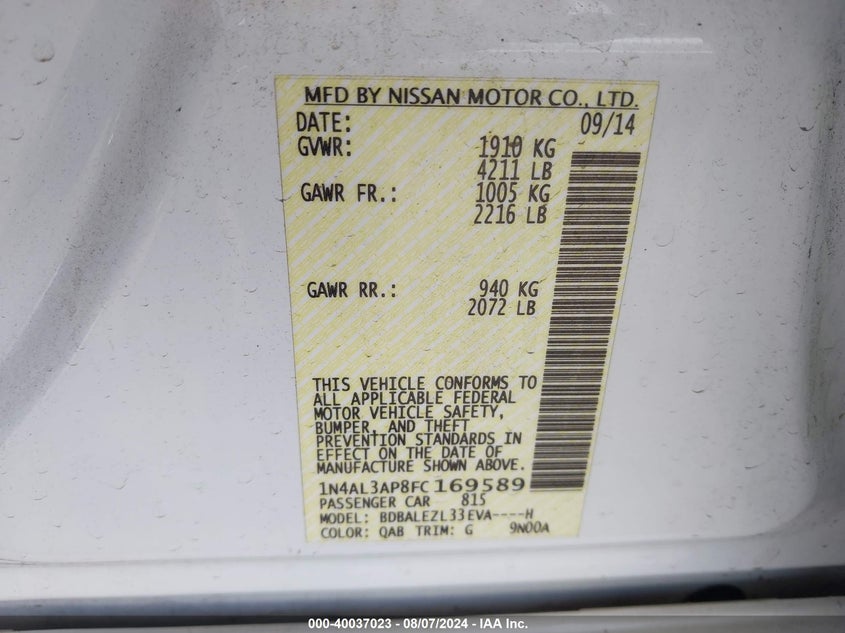 MFD BY NISSAN MOTOR CO., LTD.
DATE: 09/14
GVWR: 1910 KG
4211 LB
GAWR FR.: 1005 KG
2216 LB
GAWR RR.: 940 KG
2072 LB
THIS VEHICLE CONFORMS TO
ALL APPLICABLE FEDERAL
MOTOR VEHICLE SAFETY,
BUMPER, AND THEFT
PREVENTION STANDARDS IN
EFFECT ON THE DATE OF
MANUFACTURE SHOWN ABOVE.
1N4AL3AP8FC169589
PASSENGER CAR 815
MODEL: BDBALEZL33EVA----H
COLOR: QAB TRIM: G 9N00A
000-40037023 - 08/07/2024 - IAA Inc.